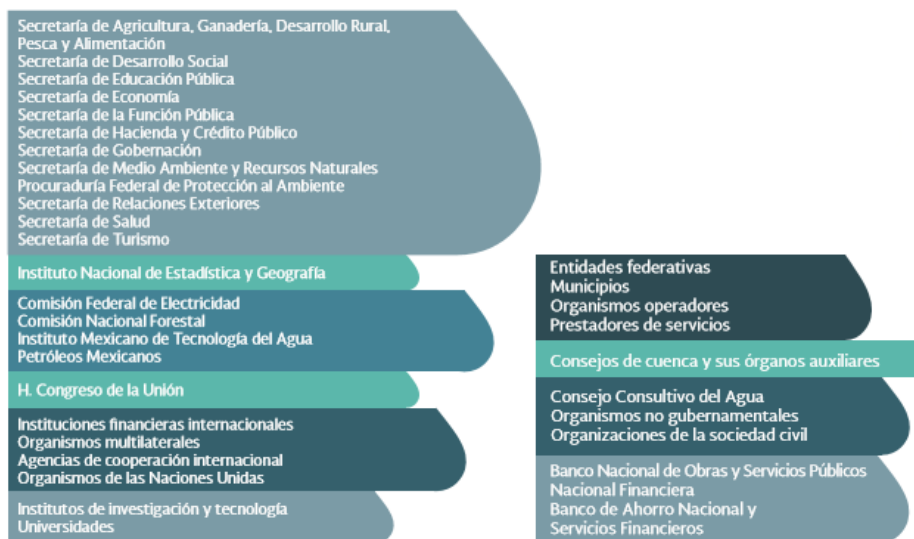 Secretaría de Agricultura, Ganadería, Desarrollo Rural,
Pesca y Alimentación
Secretaría de Desarrollo Social
Secretaría de Educación Pública
Secretaría de Economía
Secretaría de la Función Pública
Secretaría de Hacienda y Crédito Público
Secretaría de Gobernación
Secretaría de Medio Ambiente y Recursos Naturales
Procuraduría Federal de Protección al Ambiente
Secretaría de Relaciones Exteriores
Secretaría de Salud
Secretaría de Turismo
Instituto Nacional de Estadística y Geografía
Comisión Federal de Electricidad
Comisión Nacional Forestal
Instituto Mexicano de Tecnología del Agua
Petróleos Mexicanos
H. Congreso de la Unión
Instituciones financieras internacionales
Organismos multilaterales
Agencias de cooperación internacional
Organismos de las Naciones Unidas
Institutos de investigación y tecnología
Universidades
Entidades federativas
Municipios
Organismos operadores
Prestadores de servicios
Consejos de cuenca y sus órganos auxiliares
Consejo Consultivo del Agua
Organismos no gubernamentales
Organizaciones de la sociedad civil
Banco Nacional de Obras y Servicios Públicos
Nacional Financiera
Banco de Ahorro Nacional y
Servicios Financieros